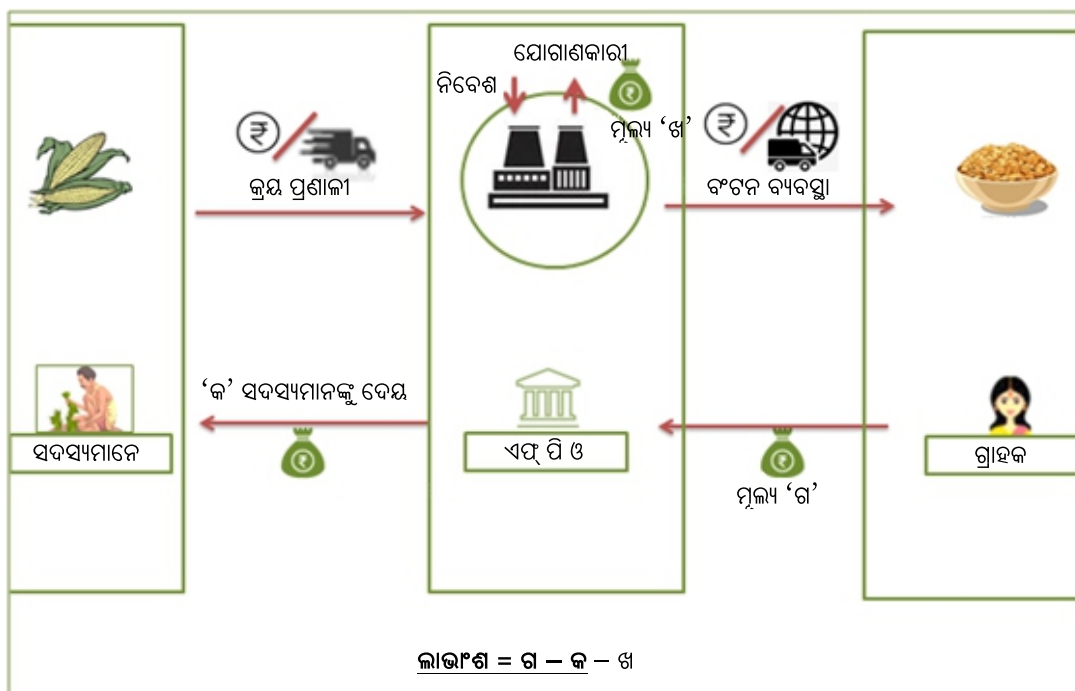 ଯୋଗାଣକାରୀ
ନିବେଶ
ମୂଲ୍ୟ ‘ଖ’
କ୍ରୟ ପ୍ରଣାଳୀ
ବଂଟନ ବ୍ୟବସ୍ଥା
‘କ’ ସଦସ୍ୟମାନଙ୍କୁ ଦେୟ
ସଦସ୍ୟମାନେ
ଏଫ୍ ପି ଓ
ଗ୍ରାହକ
ମୂଲ୍ୟ ‘ଗ’
ଲାଭାଂଶ = ଗ – କ – ଖ